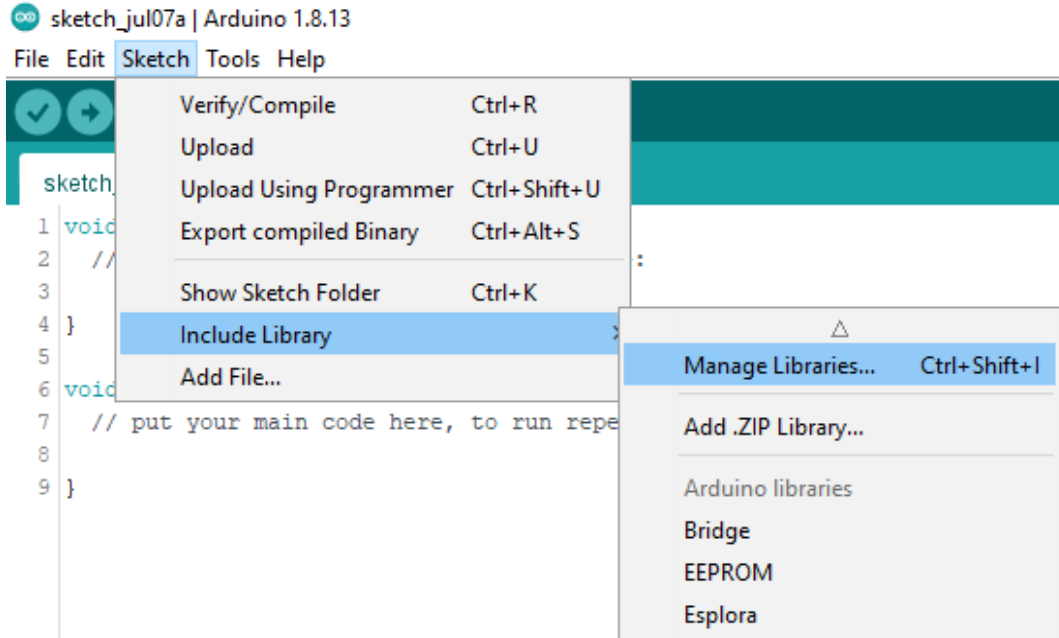 sketch_jul07a | Arduino 1.8.13
File Edit Sketch Tools Help
Verify/Compile Ctrl+R
Upload Ctrl+U
Upload Using Programmer Ctrl+Shift+U
Export compiled Binary Ctrl+Alt+S
Show Sketch Folder Ctrl+K
Include Library
Add File...
Manage Libraries... Ctrl+Shift+I
Add .ZIP Library...
Arduino libraries
Bridge
EEPROM
Esplora
sketch_
1 void
2 // :
3
4 }
5
6 void
7 // put your main code here, to run repe
8
9 }